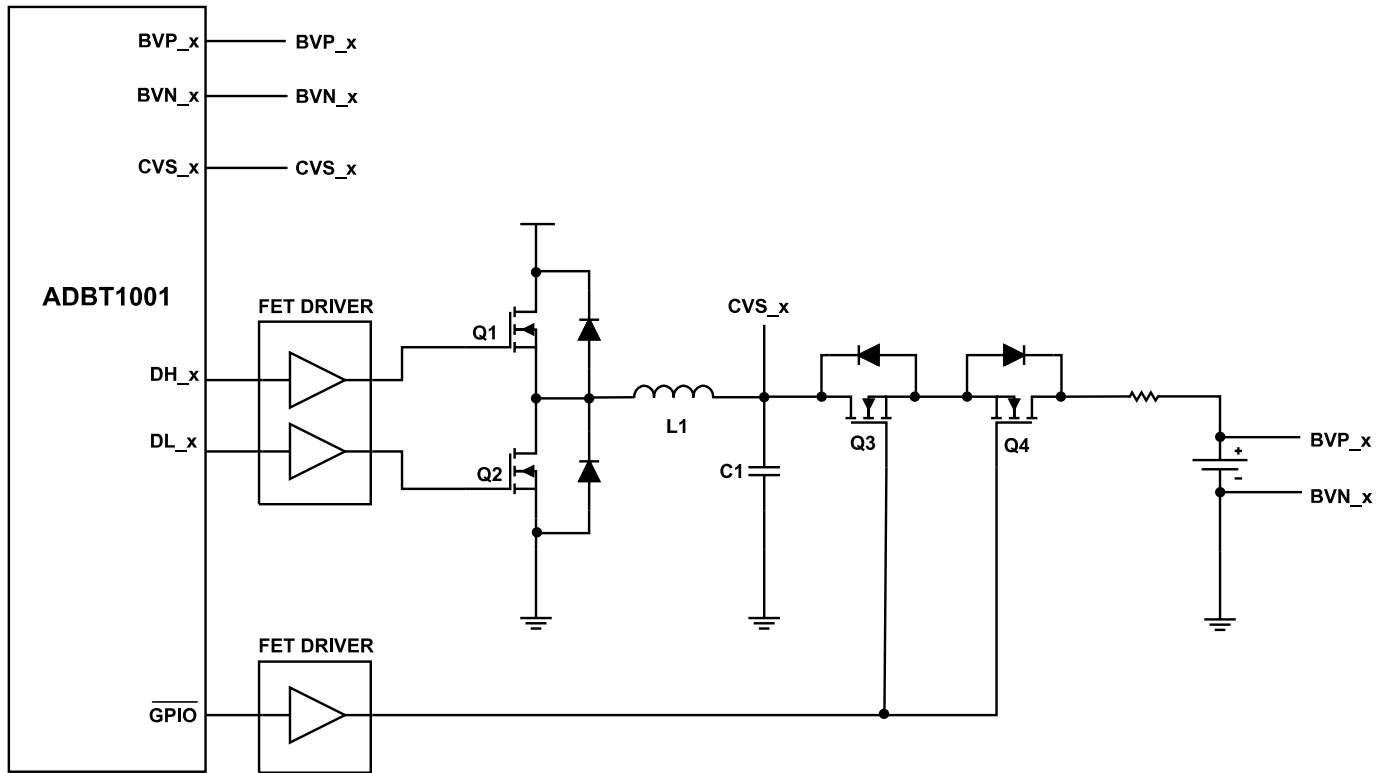 BVP_x BVP_x
BVN_x BVN_x
CVS_x CVS_x
ADBT1001
FET DRIVER
CVS_x
Q1
DH_x
L1
Q3
Q4
BVP_x
DL_x
Q2
C1
+
-
BVN_x
FET DRIVER
GPIO